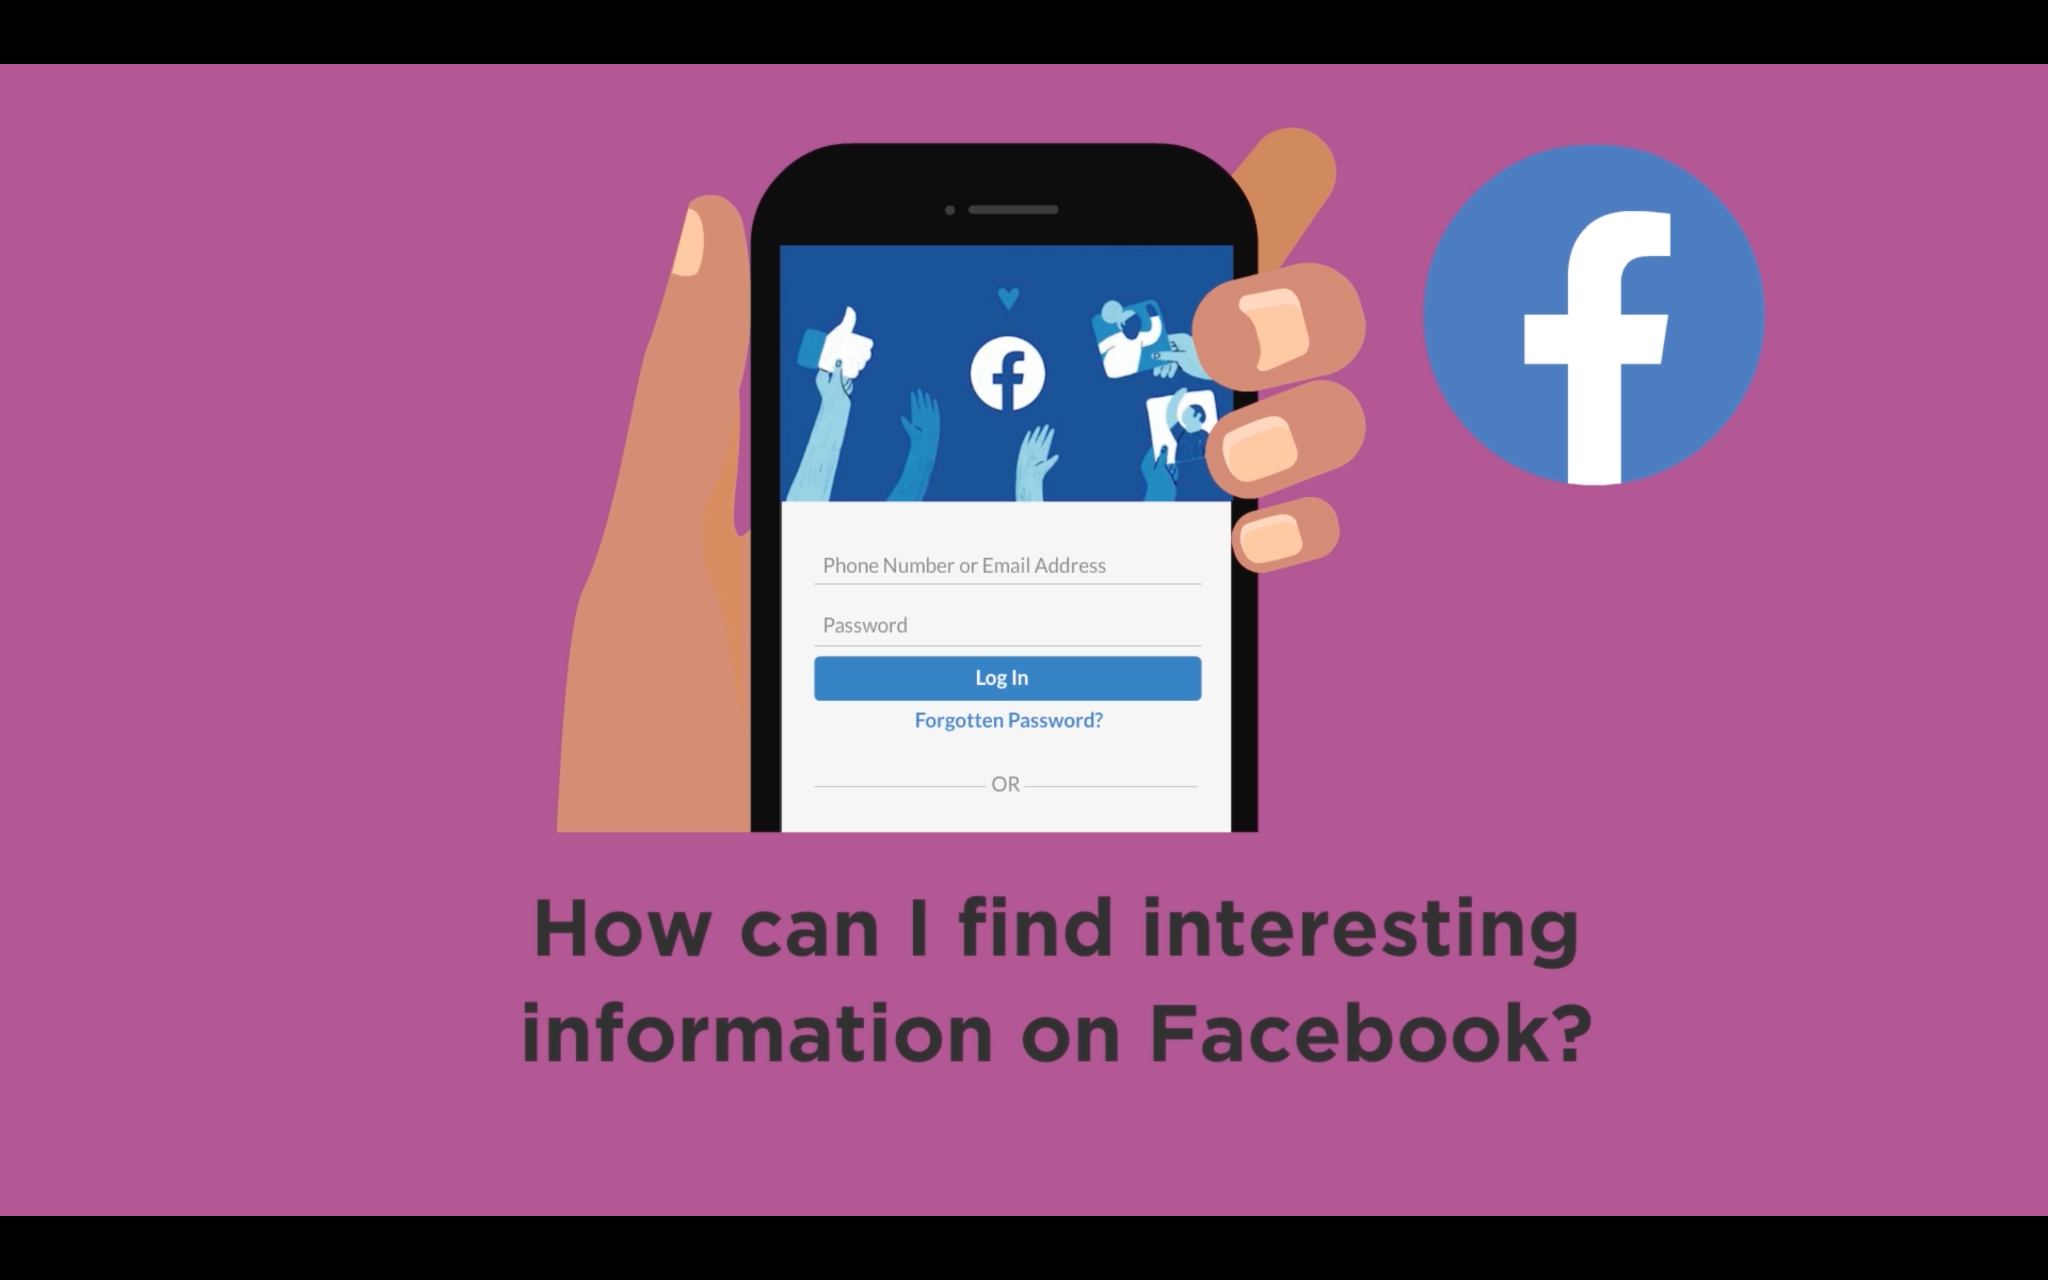 Phone Number or Email Address
Password
Log In
Forgotten Password?
OR
How can I find interesting
information on Facebook?